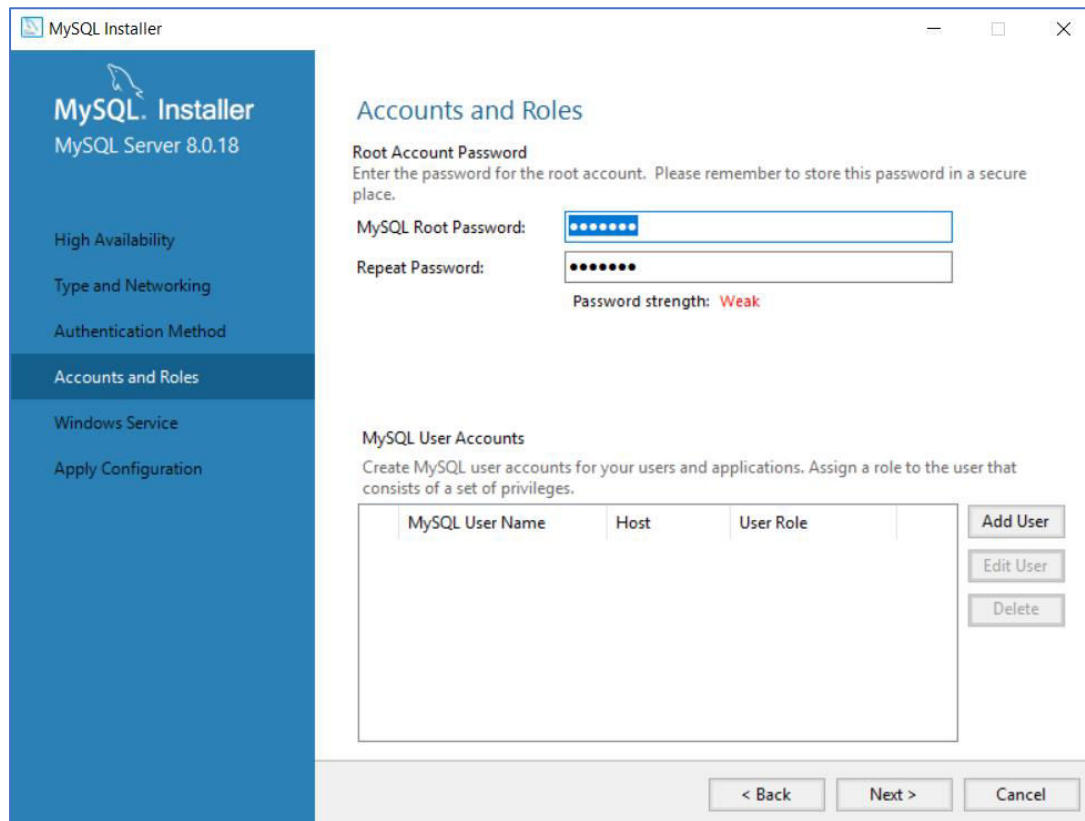 MySQL Installer
MySQL. Installer
MySQL Server 8.0.18
High Availability
Type and Networking
Authentication Method
Accounts and Roles
Windows Service
Apply Configuration
Accounts and Roles
Root Account Password
Enter the password for the root account. Please remember to store this password in a secure
place.
MySQL Root Password:
●●●●●●●
Repeat Password:
●●●●●●●
Password strength: Weak
MySQL User Accounts
Create MySQL user accounts for your users and applications. Assign a role to the user that
consists of a set of privileges.
MySQL User Name Host User Role
Add User
Edit User
Delete
< Back Next > Cancel